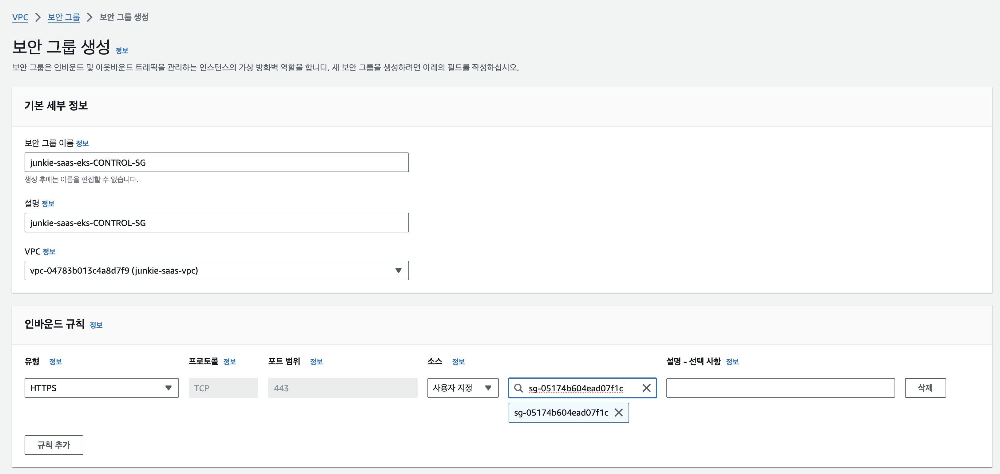 VPC > 보안 그룹 > 보안 그룹 생성
보안 그룹 생성 정보
보안 그룹은 인바운드 및 아웃바운드 트래픽을 관리하는 인스턴스의 가상 방화벽 역할을 합니다. 새 보안 그룹을 생성하려면 아래의 필드를 작성하십시오.
기본 세부 정보
보안 그룹 이름 정보
junkie-saas-eks-CONTROL-SG
생성 후에는 이름을 편집할 수 없습니다.
설명 정보
junkie-saas-eks-CONTROL-SG
VPC 정보
vpc-04783b013c4a8d7f9 (junkie-saas-vpc)
인바운드 규칙 정보
유형 정보 프로토콜 정보 포트 범위 정보 소스 정보 설명 - 선택 사항 정보
HTTPS TCP 443 사용자 지정 sg-05174b604ead07f1c 삭제
sg-05174b604ead07f1c
규칙 추가